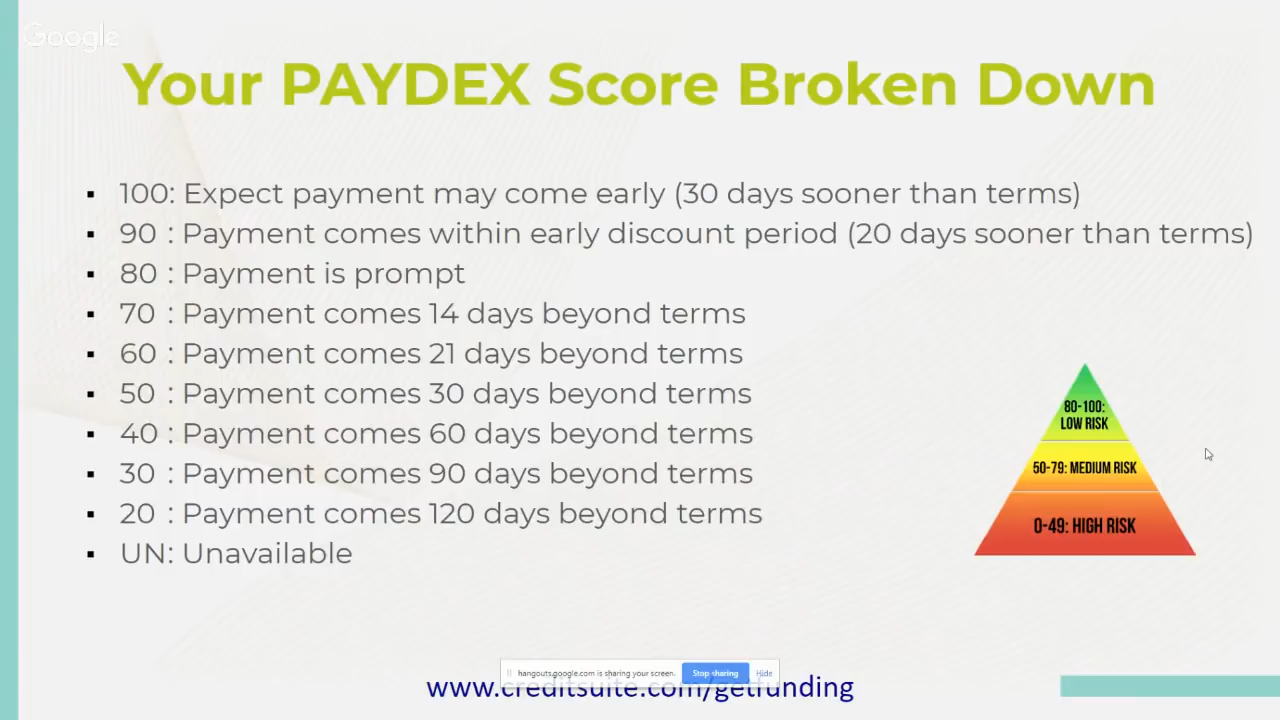 Google
Your PAYDEX Score Broken Down
▪ 100: Expect payment may come early (30 days sooner than terms)
▪ 90 : Payment comes within early discount period (20 days sooner than terms)
▪ 80 : Payment is prompt
▪ 70 : Payment comes 14 days beyond terms
▪ 60 : Payment comes 21 days beyond terms
▪ 50 : Payment comes 30 days beyond terms
▪ 40 : Payment comes 60 days beyond terms
▪ 30 : Payment comes 90 days beyond terms
▪ 20 : Payment comes 120 days beyond terms
▪ UN: Unavailable
80-100:
LOW RISK
50-79: MEDIUM RISK
0-49: HIGH RISK
hangouts.google.com is sharing your screen. Stop sharing Hide
www.creditsuite.com/getfunding